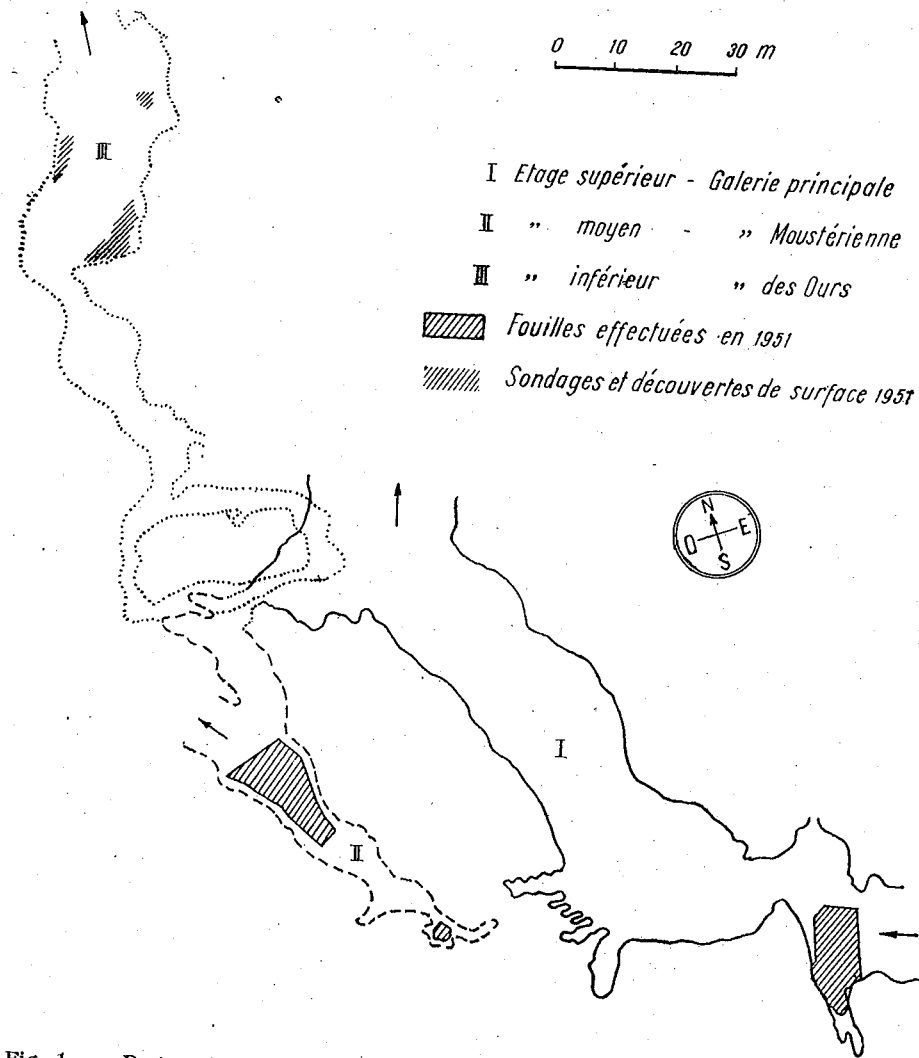 0 10 20 30 m
I Etage supérieur - Galerie principale
II ,, moyen - ,, Moustérienne
III ,, inférieur ,, des Ours
Fouilles effectuées en 1951
Sondages et découvertes de surface 1951
III
N
O E
S
I
II
Fig. 1